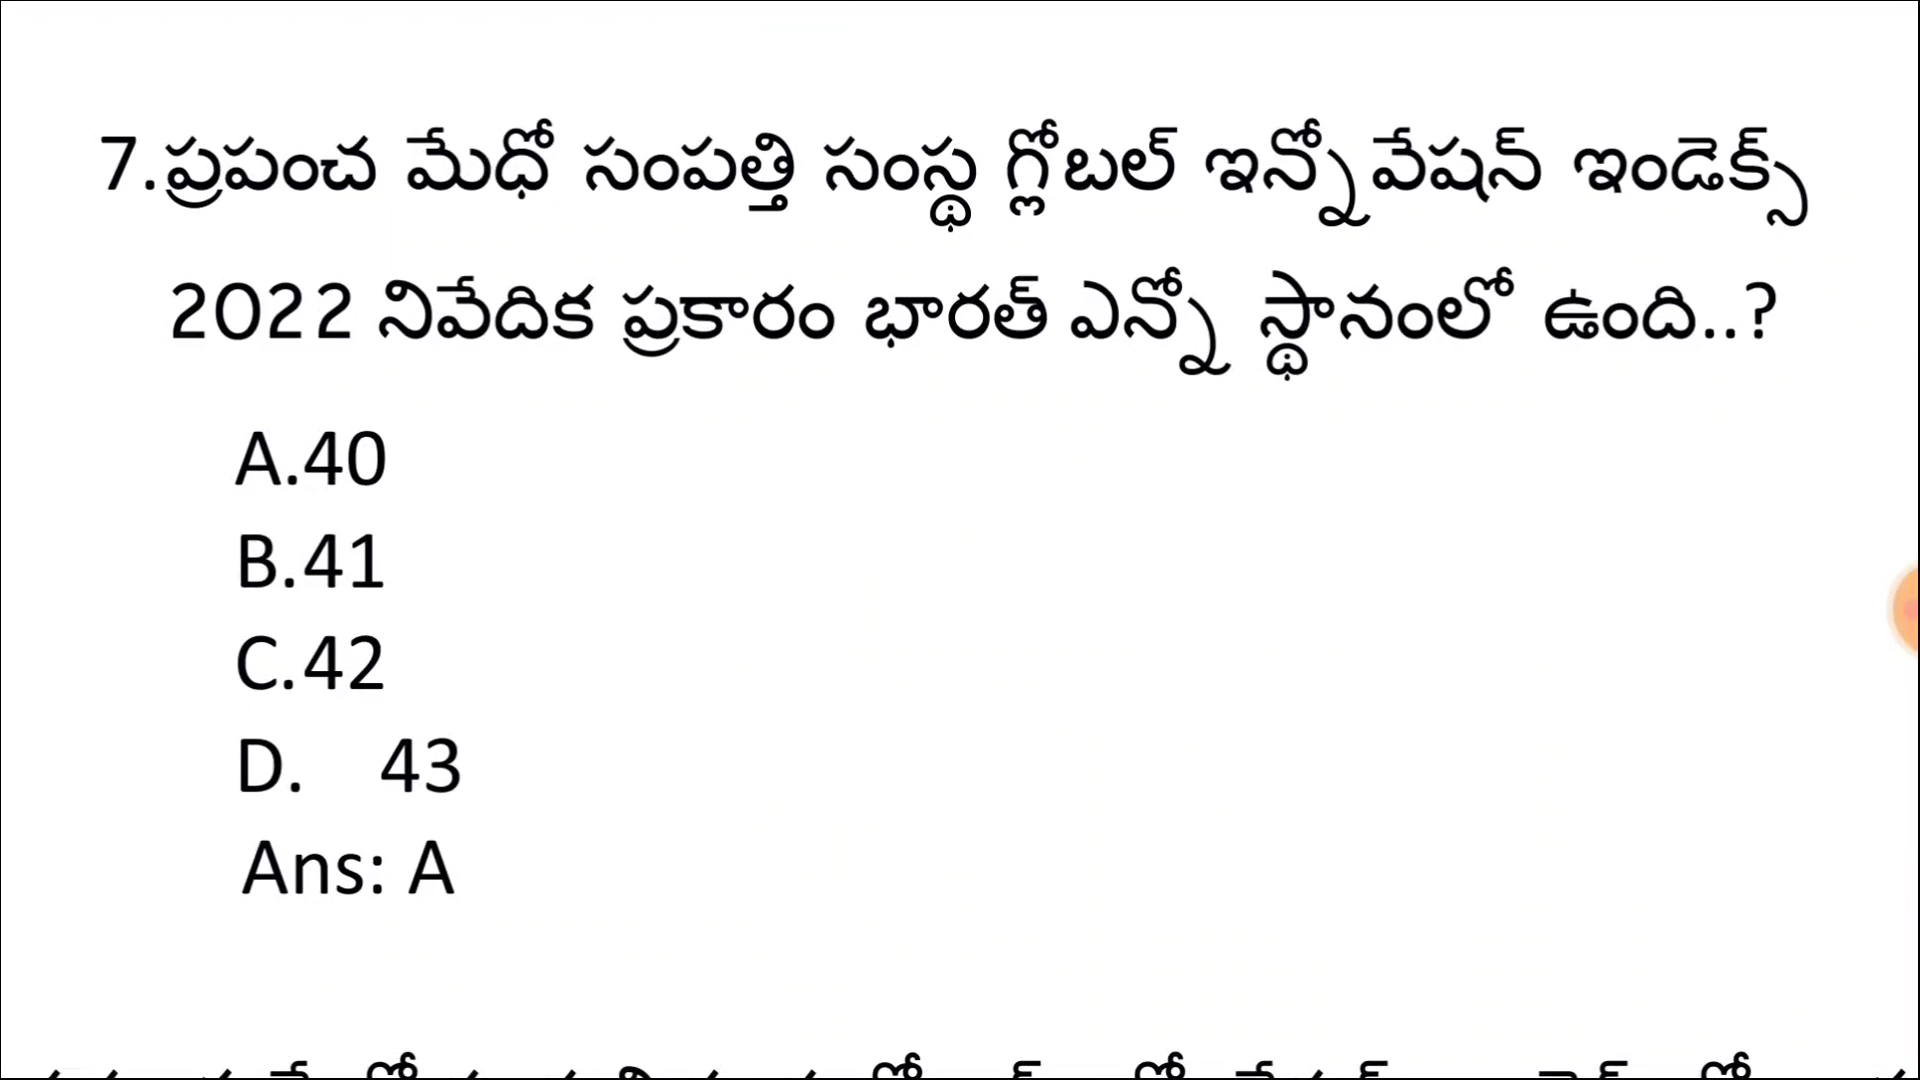 7.ప్రపంచ మేధో సంపత్తి సంస్థ గ్లోబల్ ఇన్నోవేషన్ ఇండెక్స్
2022 నివేదిక ప్రకారం భారత్ ఎన్నో స్థానంలో ఉంది..?
A.40
B.41
C.42
D. 43
Ans: A